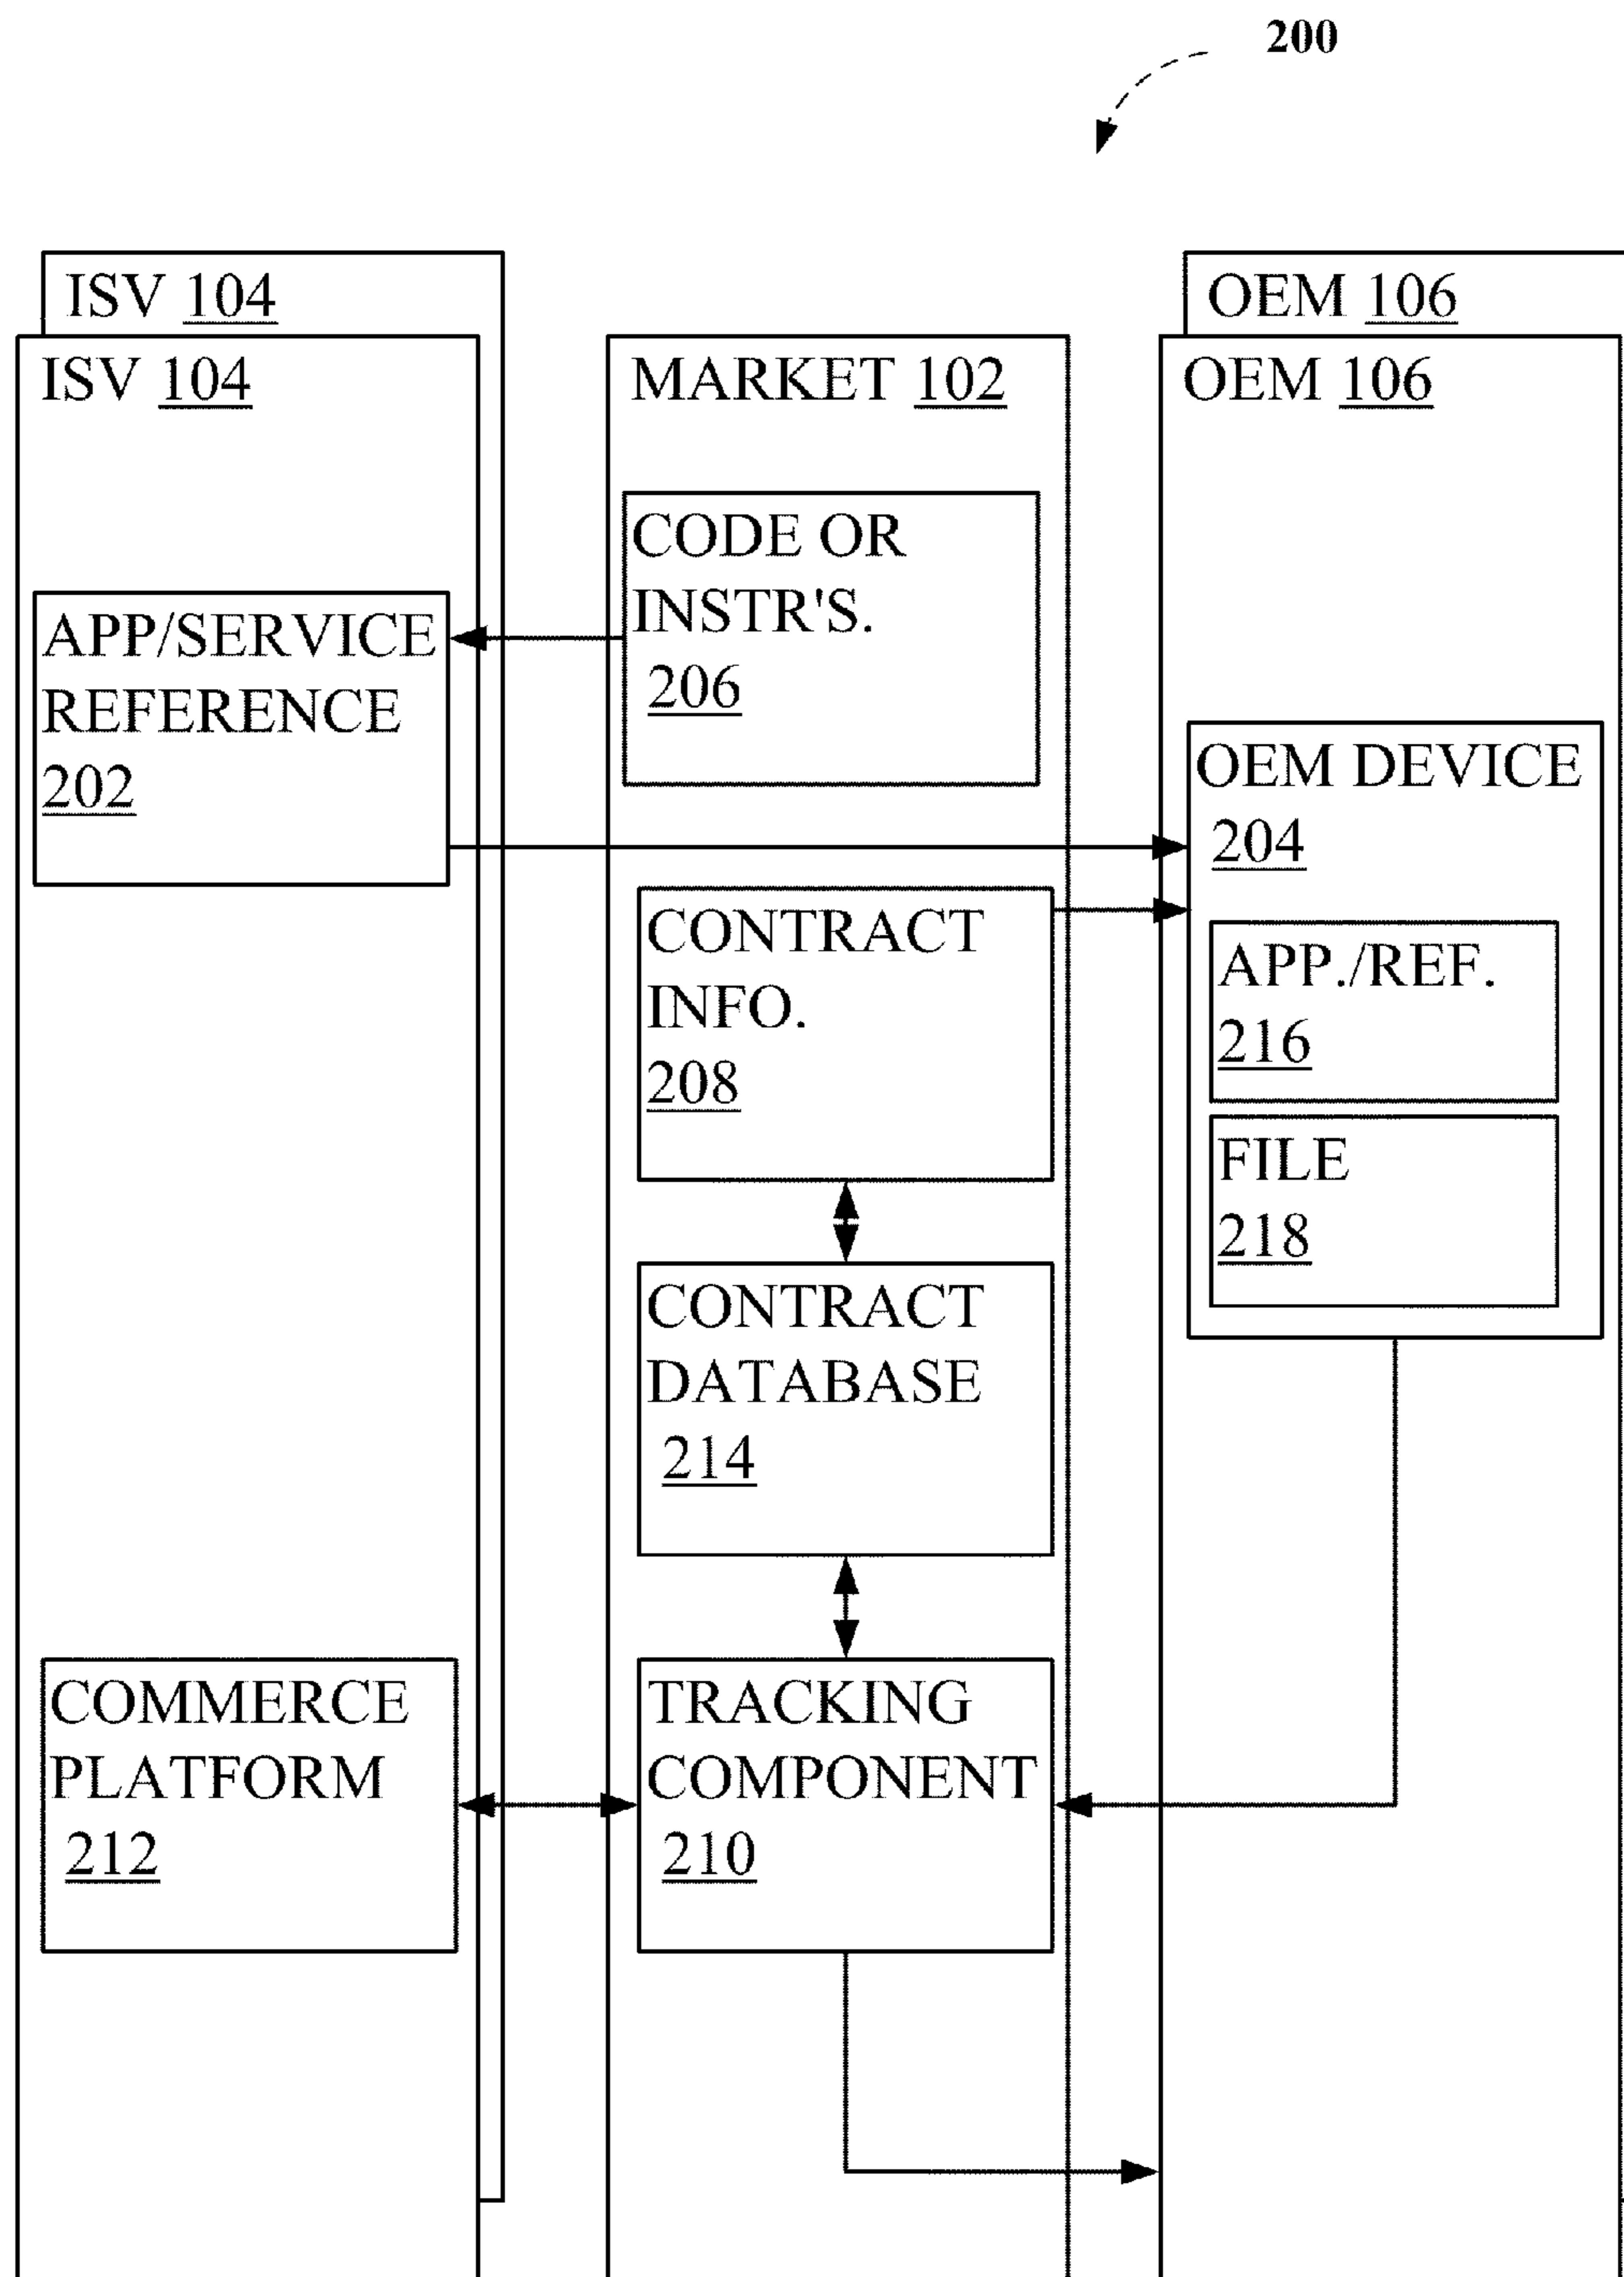 200
ISV 104
ISV 104
APP/SERVICE
REFERENCE
202
COMMERCE
PLATFORM
212
MARKET 102
CODE OR
INSTR'S.
206
CONTRACT
INFO.
208
CONTRACT
DATABASE
214
TRACKING
COMPONENT
210
OEM 106
OEM 106
OEM DEVICE
204
APP./REF.
216
FILE
218